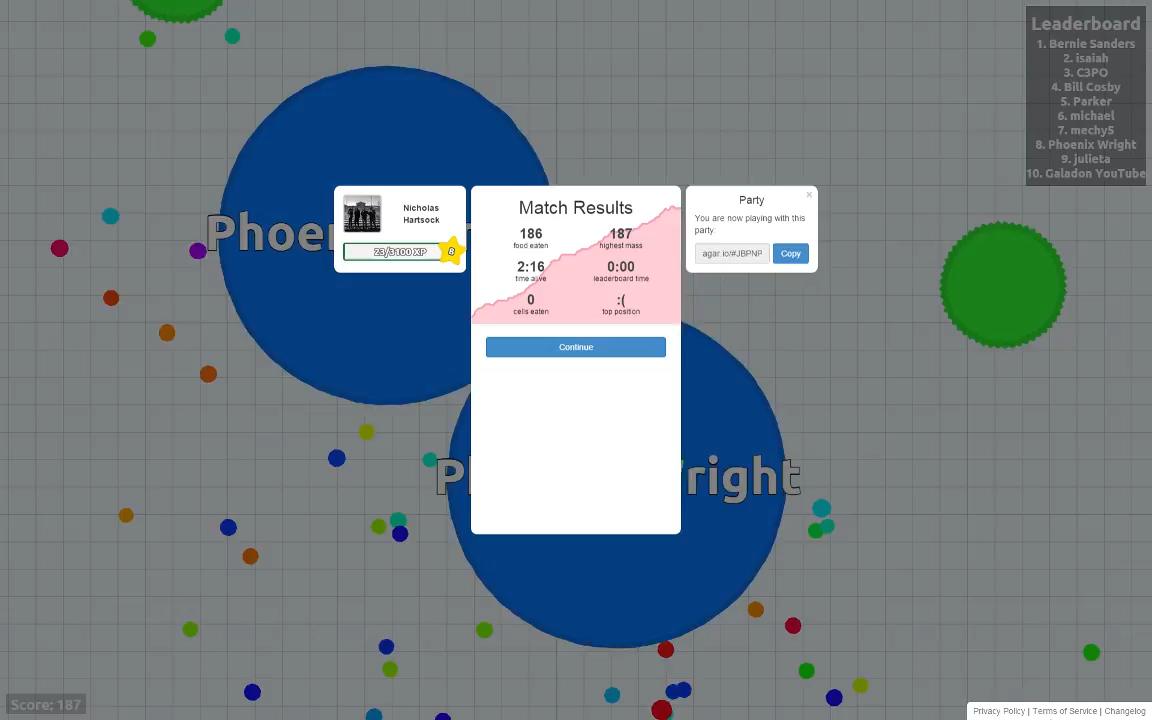 Leaderboard
1. Bernie Sanders
2. isaiah
3. C3PO
4. Bill Cosby
5. Parker
6. michael
7. mechy5
8. Phoenix Wright
9. julieta
10. Galadon YouTube
Nicholas
Hartsock
23/3100 XP
8
Match Results
186
food eaten
187
highest mass
2:16
time alive
0:00
leaderboard time
0
cells eaten
:(
top position
Continue
Party
×
You are now playing with this
party:
agar.io/#JBPNP
Copy
Phoe
P
right
Score: 187
Privacy Policy | Terms of Service | Changelog